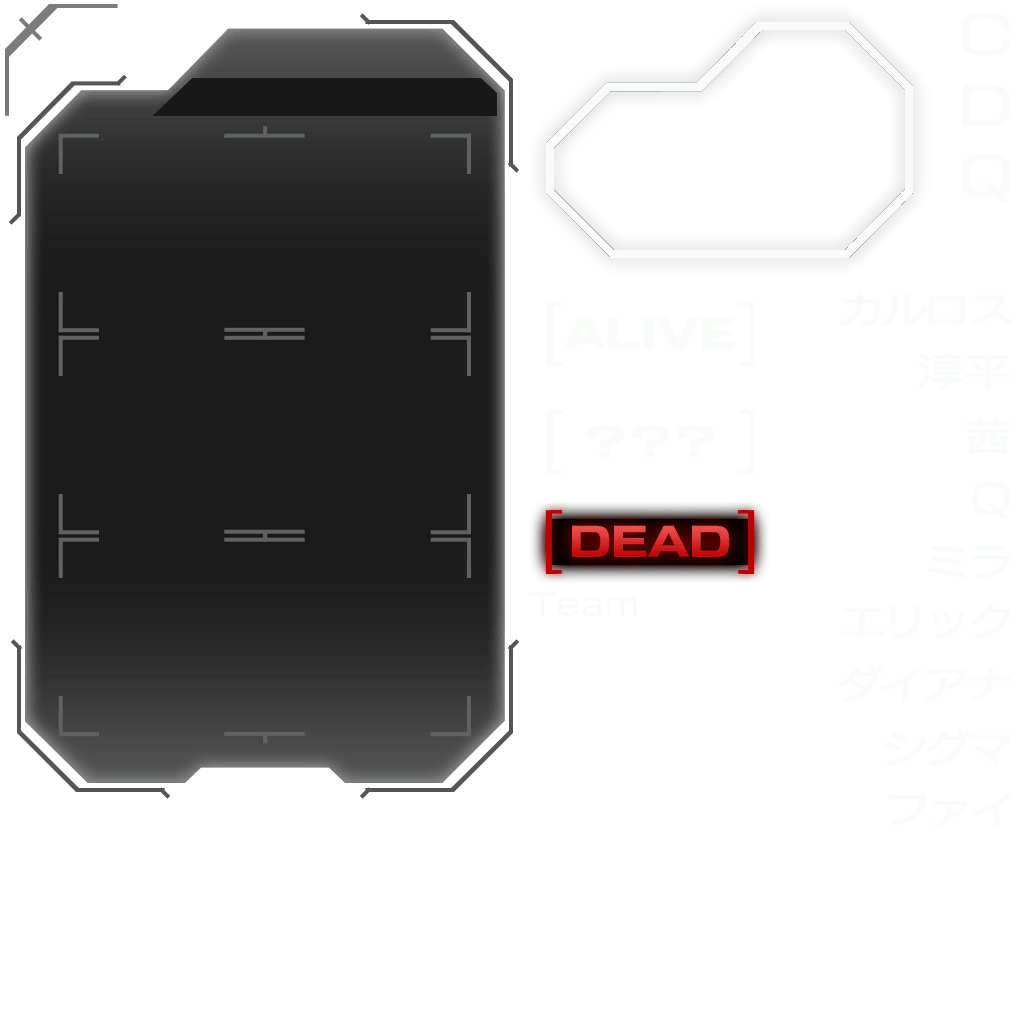 C
D
Q
[ALIVE]
[ ??? ]
[DEAD]
Team
カルロス
淳平
茜
Q
ミラ
エリック
ダイアナ
シグマ
ファイ